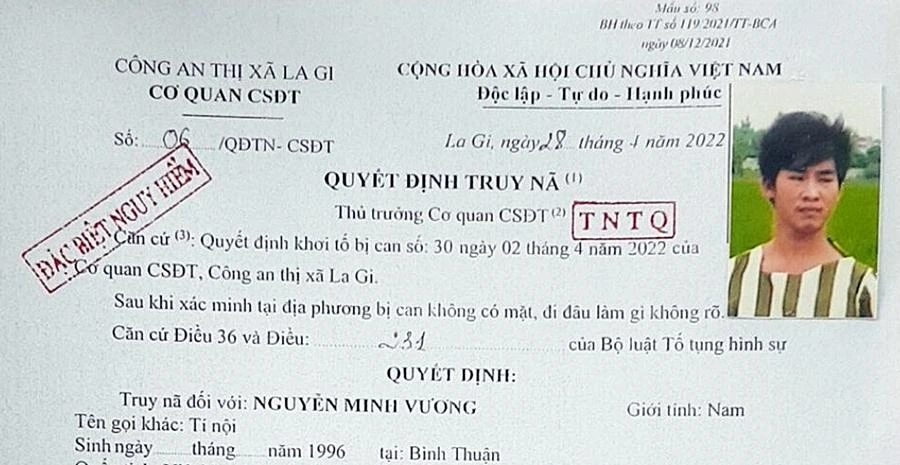 Mẫu số: 98
BH theo TT số 119/2021/TT-BCA
ngày 08/12/2021
CÔNG AN THỊ XÃ LA GI
CƠ QUAN CSĐT
CỘNG HÒA XÃ HỘI CHỦ NGHĨA VIỆT NAM
Độc lập - Tự do - Hạnh phúc
Số: 06 /QĐTN- CSĐT
La Gi, ngày 28 tháng 4 năm 2022
ĐẶC BIỆT NGUY HIỂM
QUYẾT ĐỊNH TRUY NÃ (1)
Thủ trưởng Cơ quan CSĐT (2) TNTQ
Căn cứ (3): Quyết định khởi tố bị can số: 30 ngày 02 tháng 4 năm 2022 của
Cơ quan CSĐT, Công an thị xã La Gi.
Sau khi xác minh tại địa phương bị can không có mặt, đi đâu làm gì không rõ.
Căn cứ Điều 36 và Điều: 231 của Bộ luật Tố tụng hình sự
QUYẾT ĐỊNH:
Truy nã đối với: NGUYỄN MINH VƯƠNG Giới tính: Nam
Tên gọi khác: Tí nội
Sinh ngày tháng năm 1996 tại: Bình Thuận